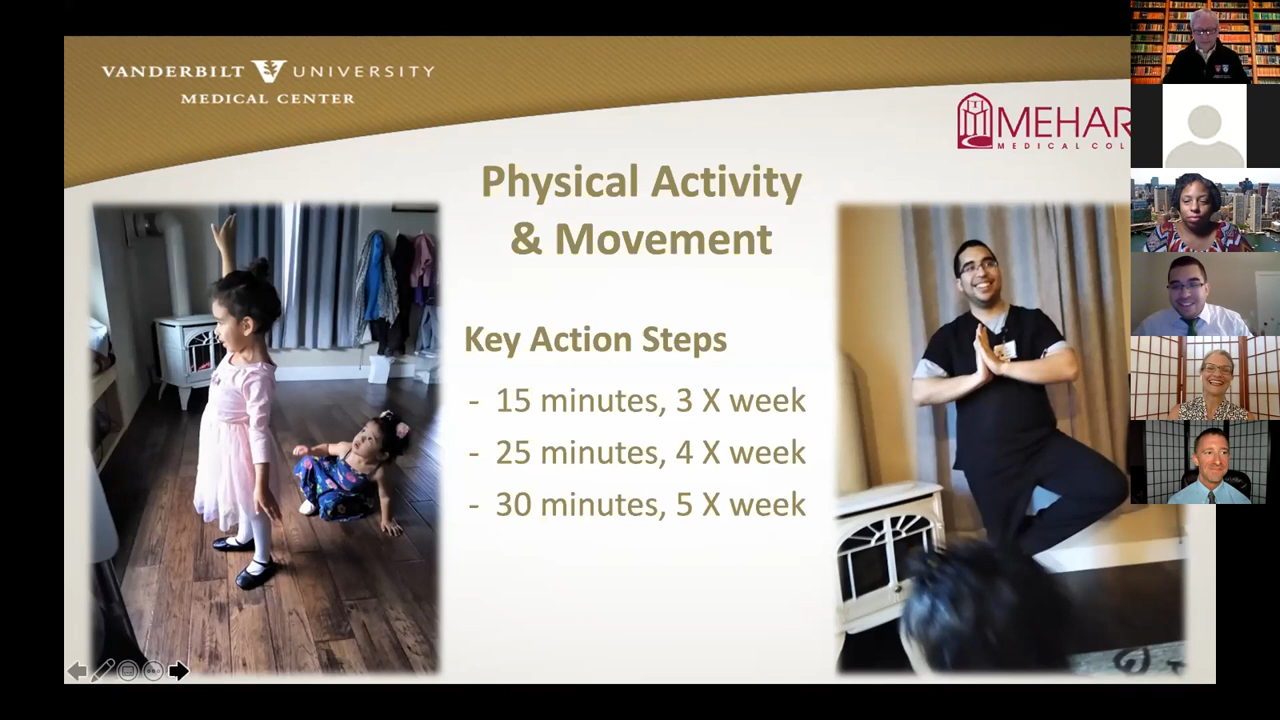 VANDERBILT UNIVERSITY
MEDICAL CENTER
Physical Activity
& Movement
Key Action Steps
- 15 minutes, 3 X week
- 25 minutes, 4 X week
- 30 minutes, 5 X week